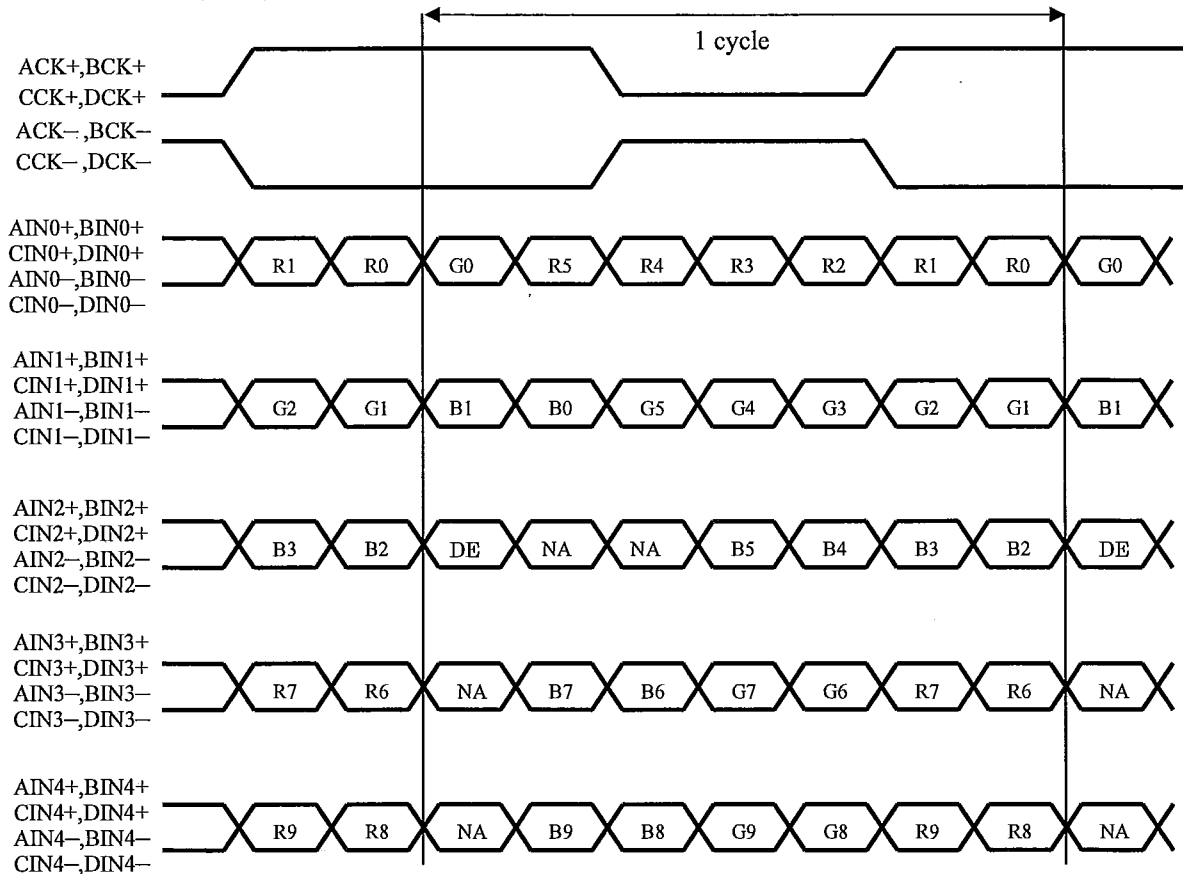 1 cycle
ACK+,BCK+
CCK+,DCK+
ACK−,BCK−
CCK−,DCK−
AIN0+,BIN0+
CIN0+,DIN0+
AIN0−,BIN0−
CIN0−,DIN0−
R1 R0 G0 R5 R4 R3 R2 R1 R0 G0
AIN1+,BIN1+
CIN1+,DIN1+
AIN1−,BIN1−
CIN1−,DIN1−
G2 G1 B1 B0 G5 G4 G3 G2 G1 B1
AIN2+,BIN2+
CIN2+,DIN2+
AIN2−,BIN2−
CIN2−,DIN2−
B3 B2 DE NA NA B5 B4 B3 B2 DE
AIN3+,BIN3+
CIN3+,DIN3+
AIN3−,BIN3−
CIN3−,DIN3−
R7 R6 NA B7 B6 G7 G6 R7 R6 NA
AIN4+,BIN4+
CIN4+,DIN4+
AIN4−,BIN4−
CIN4−,DIN4−
R9 R8 NA B9 B8 G9 G8 R9 R8 NA